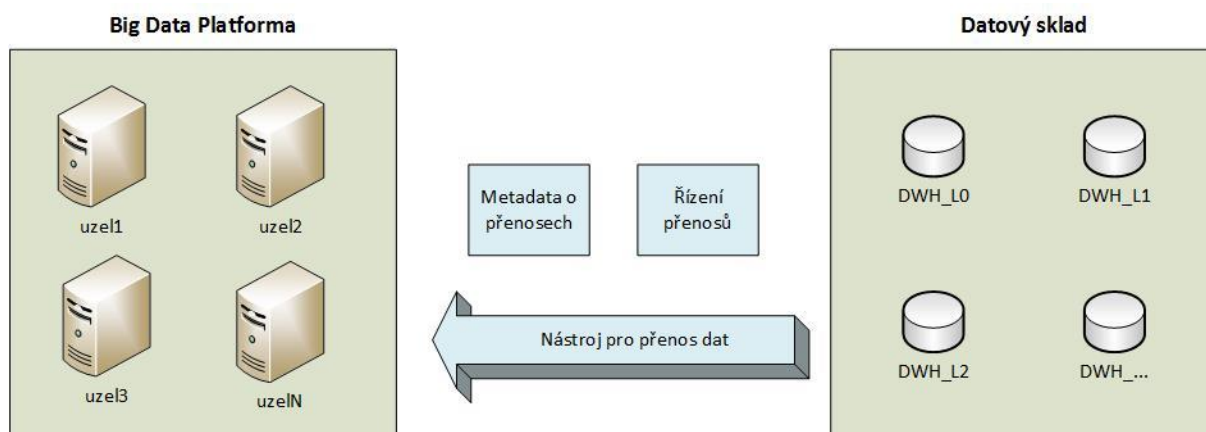 Big Data Platforma
Datový sklad
uzel1
uzel2
uzel3
uzelN
Metadata o
přenosech
Řízení
přenosů
Nástroj pro přenos dat
DWH_L0
DWH_L1
DWH_L2
DWH_...